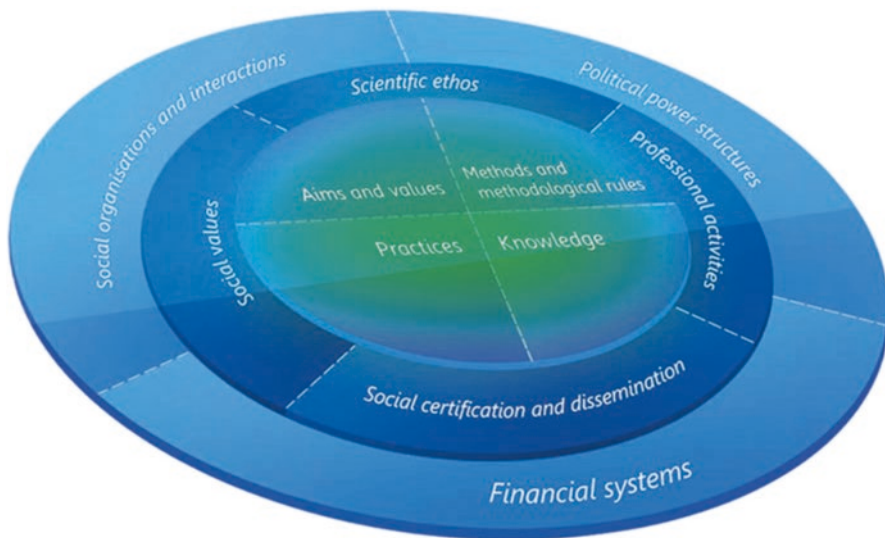 Social organisations and interactions
Political power structures
Scientific ethos
Professional activities
Social values
Aims and values
Methods and
methodological rules
Practices
Knowledge
Social certification and dissemination
Financial systems